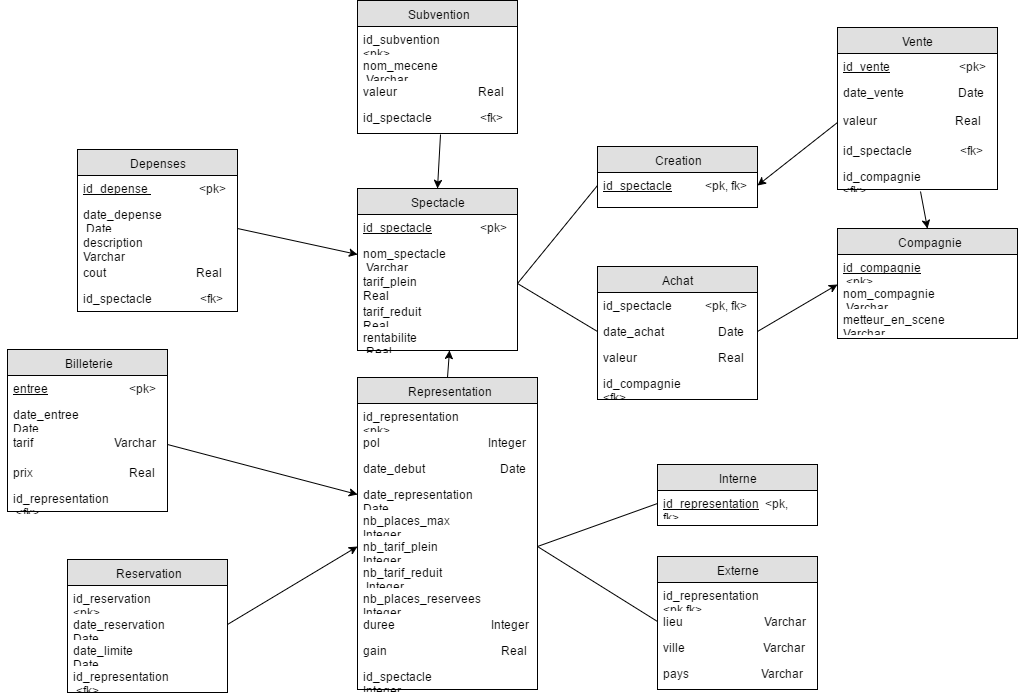 Subvention
id_subvention
<pk>
nom_mecene
Varchar
valeur Real
id_spectacle <fk>
Vente
id_vente <pk>
date_vente Date
valeur Real
id_spectacle <fk>
id_compagnie
<fk>
Depenses
id_depense <pk>
date_depense
Date
description
Varchar
cout Real
id_spectacle <fk>
Spectacle
id_spectacle <pk>
nom_spectacle
Varchar
tarif_plein
Real
tarif_reduit
Real
rentabilite
Real
Creation
id_spectacle <pk, fk>
Compagnie
id_compagnie
<pk>
nom_compagnie
Varchar
metteur_en_scene
Varchar
Achat
id_spectacle <pk, fk>
date_achat Date
valeur Real
id_compagnie
<fk>
Billeterie
entree <pk>
date_entree
Date
tarif Varchar
prix Real
id_representation
<fk>
Representation
id_representation
<pk>
pol Integer
date_debut Date
date_representation
Date
nb_places_max
Integer
nb_tarif_plein
Integer
nb_tarif_reduit
Integer
nb_places_reservees
Integer
duree Integer
gain Real
id_spectacle
Integer
Interne
id_representation <pk,
fk>
Reservation
id_reservation
<pk>
date_reservation
Date
date_limite
Date
id_representation
<fk>
Externe
id_representation
<pk,fk>
lieu Varchar
ville Varchar
pays Varchar